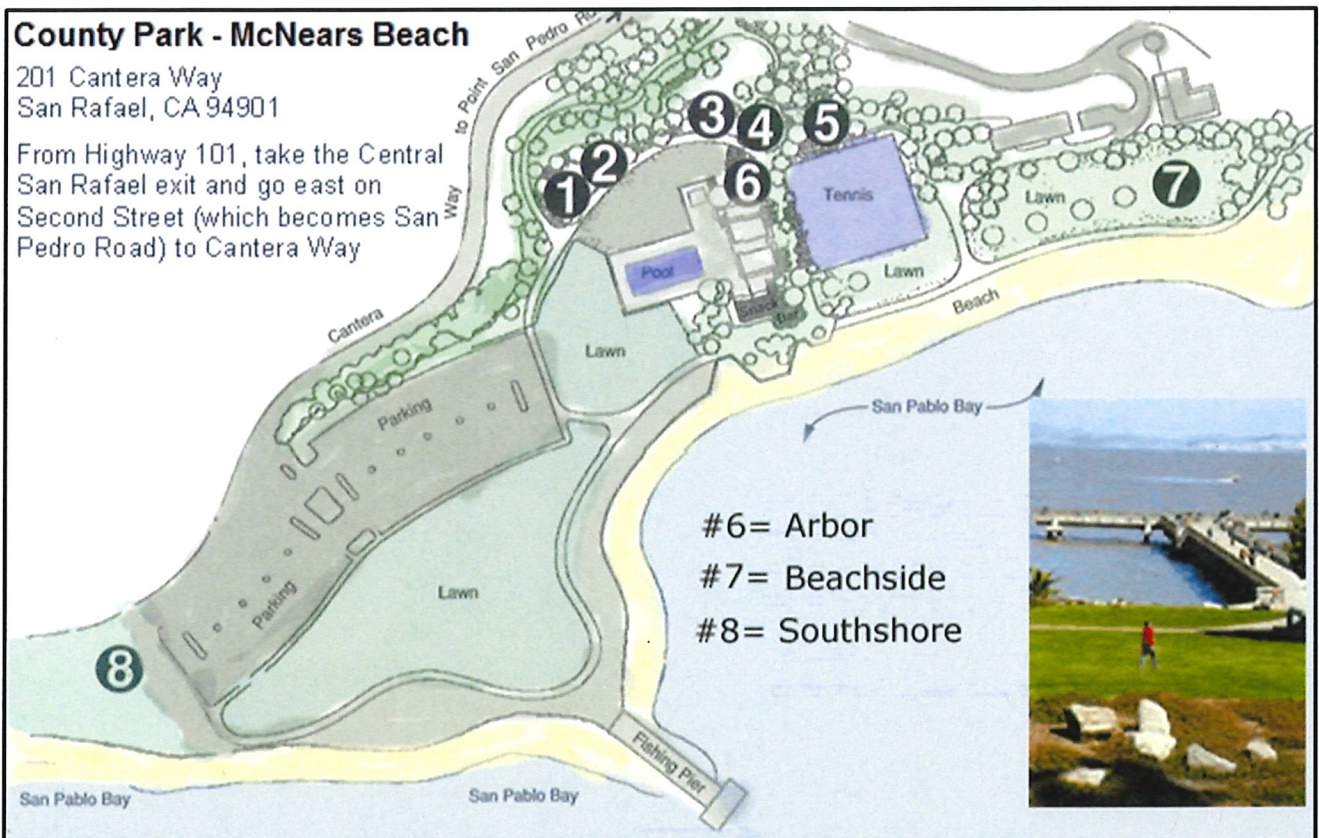 County Park - McNears Beach
201 Cantera Way
San Rafael, CA 94901
From Highway 101, take the Central
San Rafael exit and go east on
Second Street (which becomes San
Pedro Road) to Cantera Way
to Point San Pedro Ro
Cantera
Way
1
2
3
4
5
6
7
8
Tennis
Lawn
Lawn
Pool
Snack
Bar
Beach
Lawn
San Pablo Bay
Parking
Parking
Lawn
#6= Arbor
#7= Beachside
#8= Southshore
Fishing Pier
San Pablo Bay
San Pablo Bay